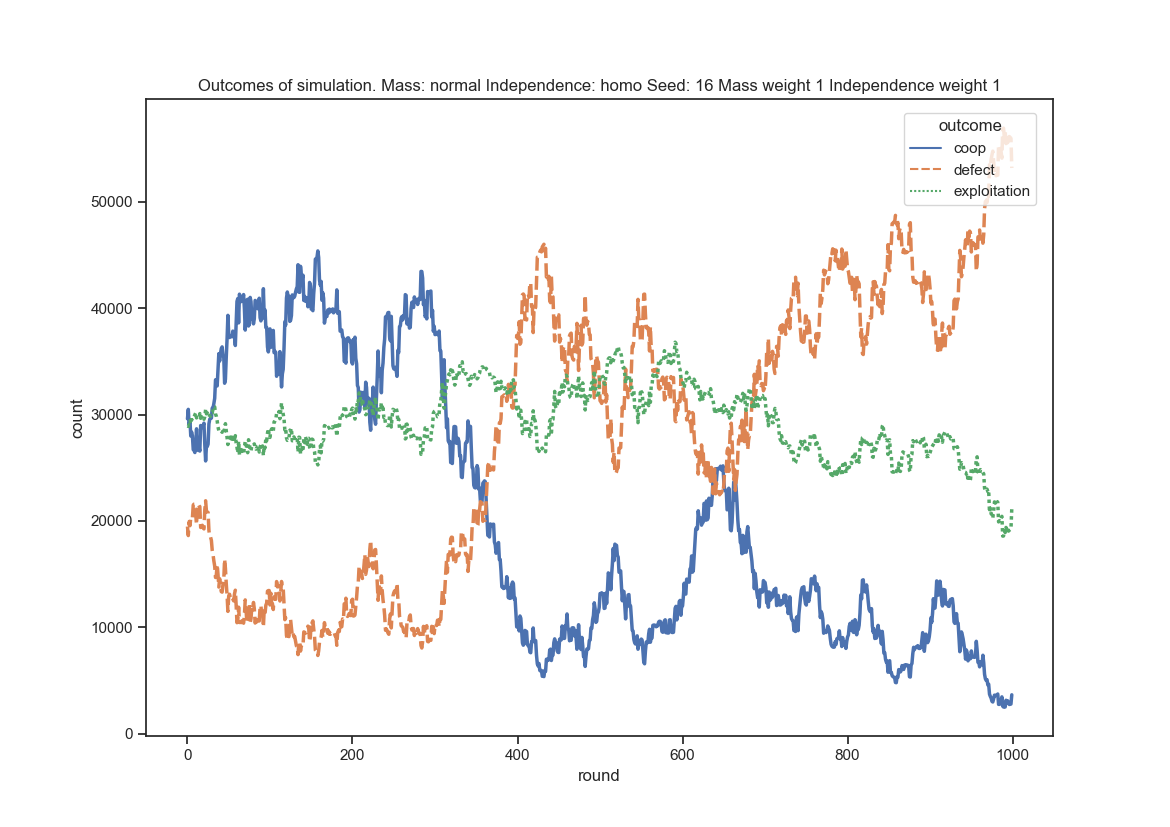 Outcomes of simulation. Mass: normal Independence: homo Seed: 16 Mass weight 1 Independence weight 1
outcome
coop
defect
exploitation
50000
40000
30000
20000
10000
0
count
0 200 400 600 800 1000
round